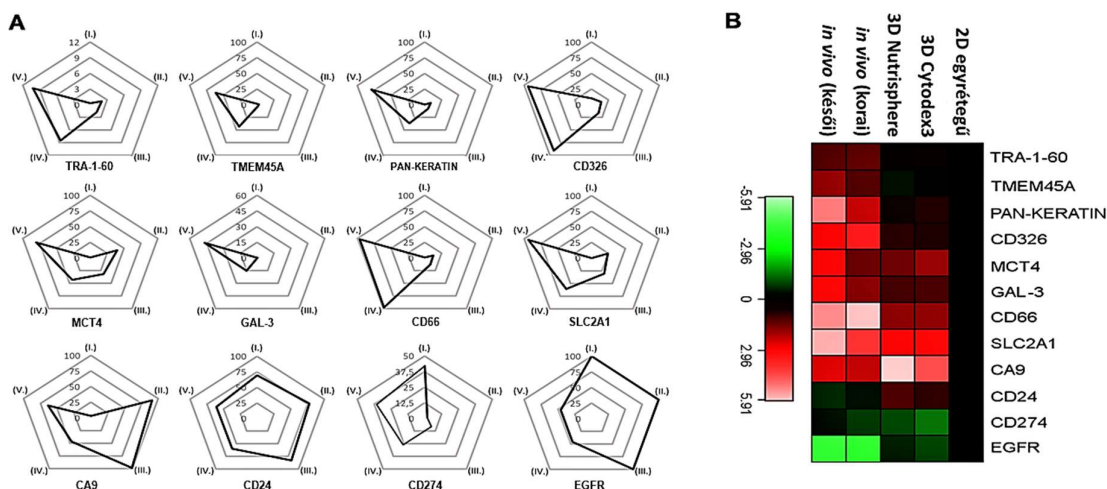 A
(I.) (I.) (I.) (I.)
12 100 100 100
9 75 75 75
(V.) (II.) (V.) (II.) (V.) (II.) (V.) (II.)
6 50 50 50
3 25 25 25
0 0 0 0
(IV.) (III.) (IV.) (III.) (IV.) (III.) (IV.) (III.)
TRA-1-60 TMEM45A PAN-KERATIN CD326
(I.) (I.) (I.) (I.)
100 60 100 100
75 45 75 75
(V.) (II.) (V.) (II.) (V.) (II.) (V.) (II.)
50 30 50 50
25 15 25 25
0 0 0 0
(IV.) (III.) (IV.) (III.) (IV.) (III.) (IV.) (III.)
MCT4 GAL-3 CD66 SLC2A1
(I.) (I.) (I.) (I.)
100 100 50 100
75 75 37,5 75
(V.) (II.) (V.) (II.) (V.) (II.) (V.) (II.)
50 50 25 50
25 25 12,5 25
0 0 0 0
(IV.) (III.) (IV.) (III.) (IV.) (III.) (IV.) (III.)
CA9 CD24 CD274 EGFR
B
in vivo (késői)
in vivo (korai)
3D Nutrisphere
3D Cytodex3
2D egyrétegű
-5.91
-2.96
0
2.96
5.91
TRA-1-60
TMEM45A
PAN-KERATIN
CD326
MCT4
GAL-3
CD66
SLC2A1
CA9
CD24
CD274
EGFR